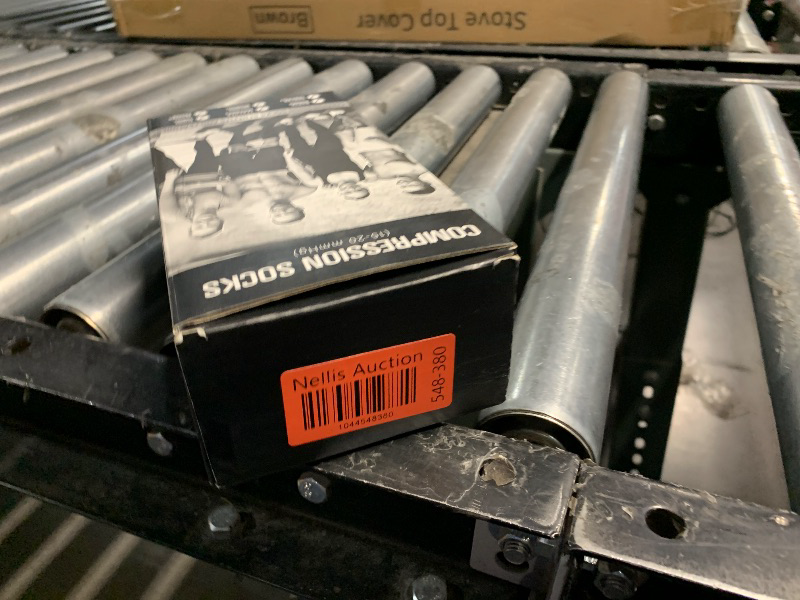 Stove Top Cover
Brown
COMPRESSION SOCKS
(15-20 mmHg)
Nellis Auction
548-380
1044548380